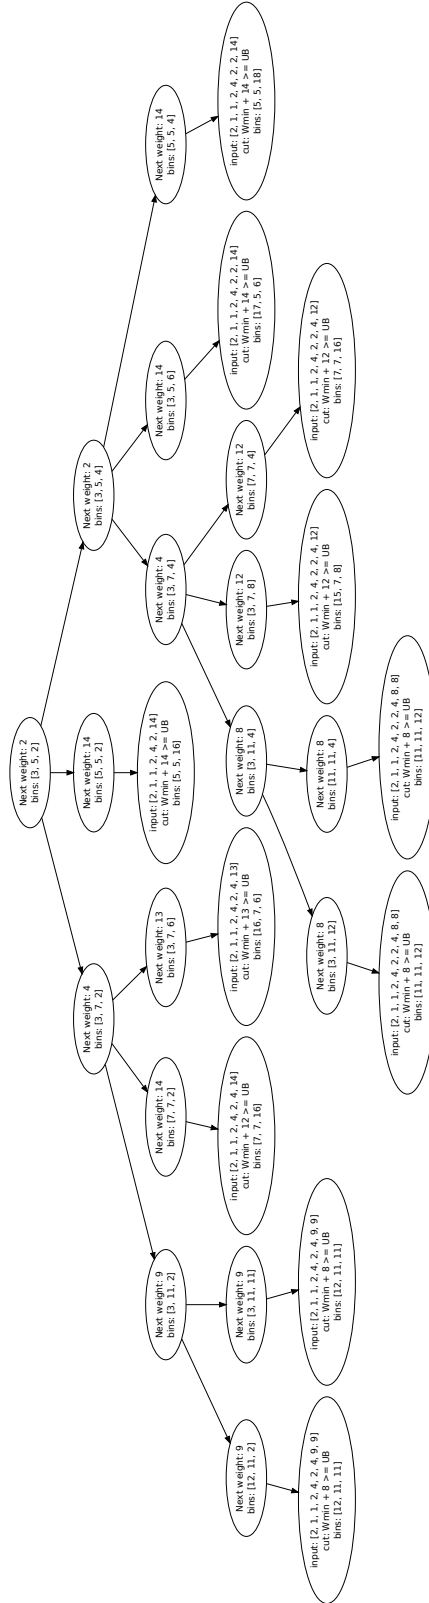 Next weight: 2
bins: [3, 5, 2]
Next weight: 4
bins: [3, 7, 2]
Next weight: 14
bins: [5, 5, 2]
Next weight: 2
bins: [3, 5, 4]
Next weight: 9
bins: [3, 11, 2]
Next weight: 14
bins: [7, 7, 2]
Next weight: 13
bins: [3, 7, 6]
input: [2, 1, 1, 2, 4, 2, 14]
cut: Wmin + 14 >= UB
bins: [5, 5, 16]
Next weight: 4
bins: [3, 7, 4]
Next weight: 14
bins: [3, 5, 6]
Next weight: 14
bins: [5, 5, 4]
Next weight: 9
bins: [12, 11, 2]
Next weight: 9
bins: [3, 11, 11]
input: [2, 1, 1, 2, 4, 2, 4, 14]
cut: Wmin + 12 >= UB
bins: [7, 7, 16]
input: [2, 1, 1, 2, 4, 2, 4, 13]
cut: Wmin + 13 >= UB
bins: [16, 7, 6]
Next weight: 8
bins: [3, 11, 4]
Next weight: 12
bins: [3, 7, 8]
Next weight: 12
bins: [7, 7, 4]
input: [2, 1, 1, 2, 4, 2, 2, 14]
cut: Wmin + 14 >= UB
bins: [17, 5, 6]
input: [2, 1, 1, 2, 4, 2, 2, 14]
cut: Wmin + 14 >= UB
bins: [5, 5, 18]
input: [2, 1, 1, 2, 4, 2, 4, 9, 9]
cut: Wmin + 8 >= UB
bins: [12, 11, 11]
input: [2, 1, 1, 2, 4, 2, 4, 9, 9]
cut: Wmin + 8 >= UB
bins: [12, 11, 11]
Next weight: 8
bins: [3, 11, 12]
Next weight: 8
bins: [11, 11, 4]
input: [2, 1, 1, 2, 4, 2, 2, 4, 12]
cut: Wmin + 12 >= UB
bins: [15, 7, 8]
input: [2, 1, 1, 2, 4, 2, 2, 4, 12]
cut: Wmin + 12 >= UB
bins: [7, 7, 16]
input: [2, 1, 1, 2, 4, 2, 2, 4, 8, 8]
cut: Wmin + 8 >= UB
bins: [11, 11, 12]
input: [2, 1, 1, 2, 4, 2, 2, 4, 8, 8]
cut: Wmin + 8 >= UB
bins: [11, 11, 12]